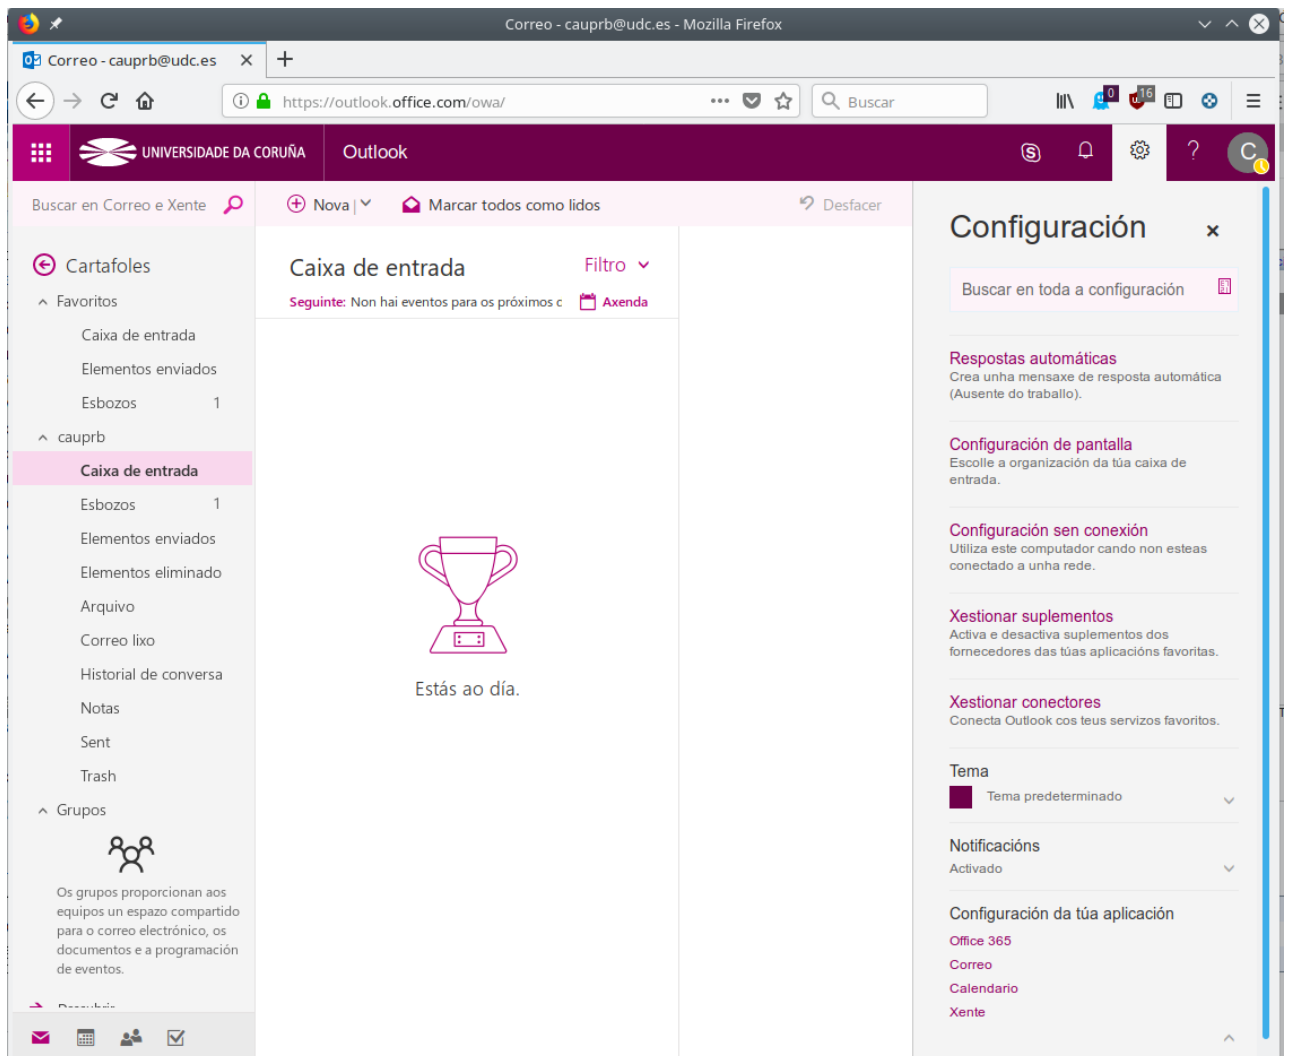 Correo - cauprb@udc.es - Mozilla Firefox
Correo - cauprb@udc.es
https://outlook.office.com/owa/
Buscar
0
16
UNIVERSIDADE DA CORUÑA
Outlook
C
Buscar en Correo e Xente
Nova
Marcar todos como lidos
Desfacer
Cartafoles
Favoritos
Caixa de entrada
Elementos enviados
Esbozos 1
cauprb
Caixa de entrada
Esbozos 1
Elementos enviados
Elementos eliminado
Arquivo
Correo lixo
Historial de conversa
Notas
Sent
Trash
Grupos
Os grupos proporcionan aos
equipos un espazo compartido
para o correo electrónico, os
documentos e a programación
de eventos.
Caixa de entrada
Filtro
Seguinte: Non hai eventos para os próximos c
Axenda
Estás ao día.
Configuración
Buscar en toda a configuración
Respostas automáticas
Crea unha mensaxe de resposta automática
(Ausente do traballo).
Configuración de pantalla
Escolle a organización da túa caixa de
entrada.
Configuración sen conexión
Utiliza este computador cando non esteas
conectado a unha rede.
Xestionar suplementos
Activa e desactiva suplementos dos
fornecedores das túas aplicacións favoritas.
Xestionar conectores
Conecta Outlook cos teus servizos favoritos.
Tema
Tema predeterminado
Notificacións
Activado
Configuración da túa aplicación
Office 365
Correo
Calendario
Xente